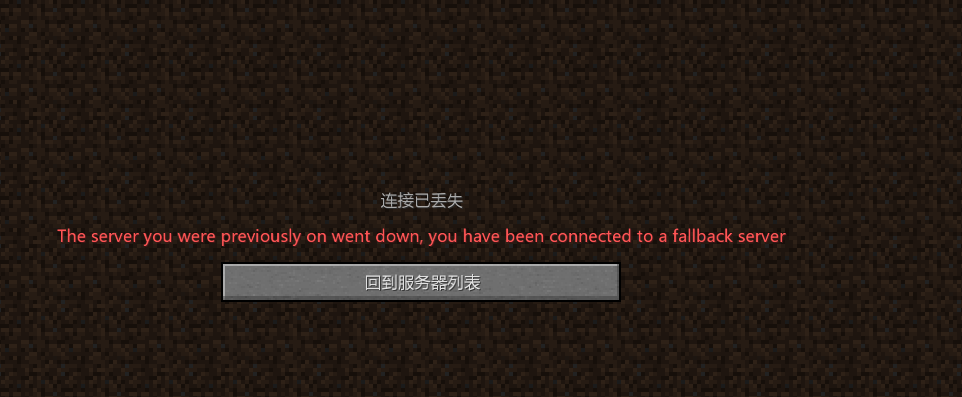 连接已丢失
The server you were previously on went down, you have been connected to a fallback server
回到服务器列表